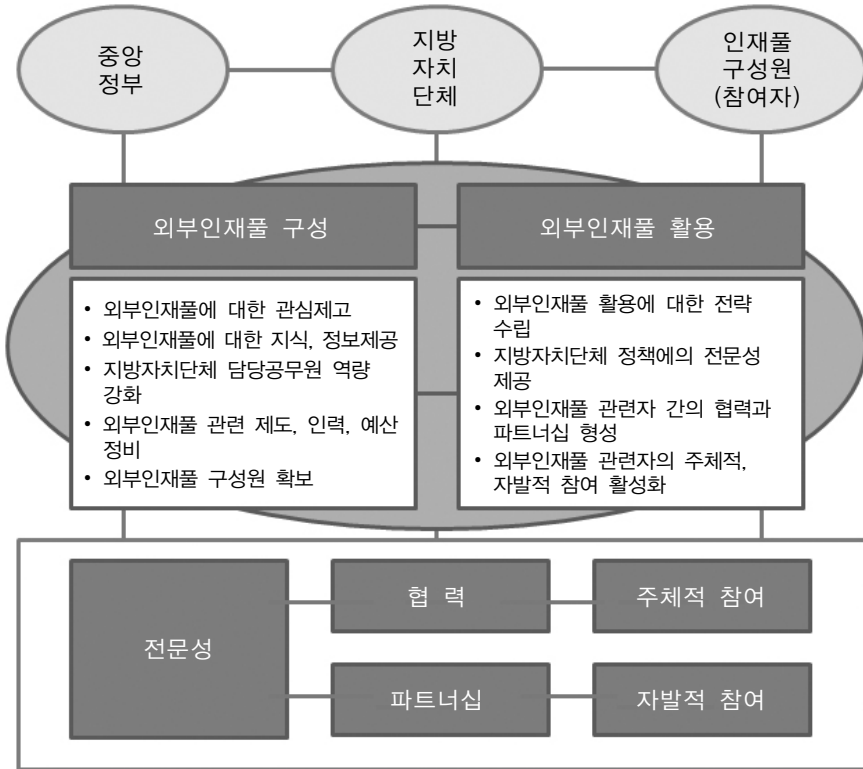 중앙
정부
지방
자치
단체
인재풀
구성원
(참여자)
외부인재풀 구성
• 외부인재풀에 대한 관심제고
• 외부인재풀에 대한 지식, 정보제공
• 지방자치단체 담당공무원 역량
강화
• 외부인재풀 관련 제도, 인력, 예산
정비
• 외부인재풀 구성원 확보
외부인재풀 활용
• 외부인재풀 활용에 대한 전략
수립
• 지방자치단체 정책에의 전문성
제공
• 외부인재풀 관련자 간의 협력과
파트너십 형성
• 외부인재풀 관련자의 주체적,
자발적 참여 활성화
전문성
협 력
주체적 참여
파트너십
자발적 참여